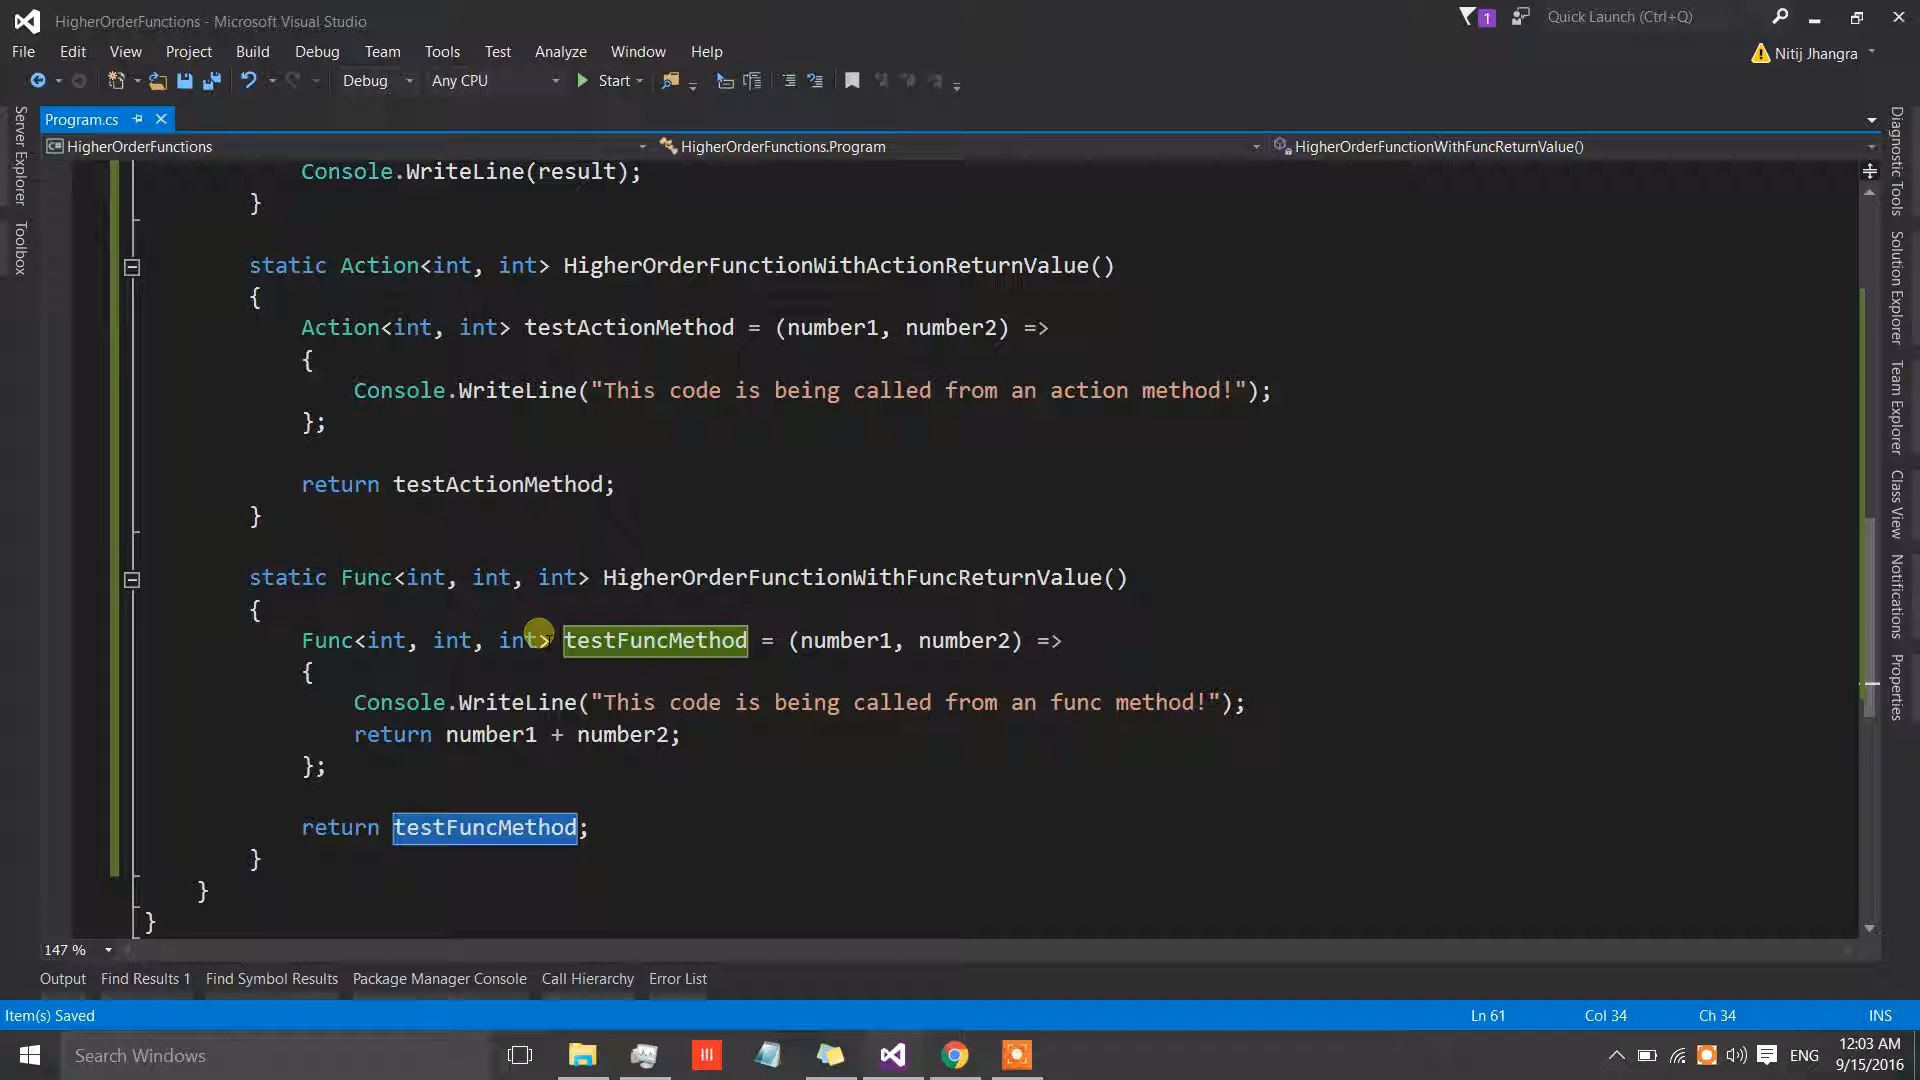 HigherOrderFunctions - Microsoft Visual Studio
1
Quick Launch (Ctrl+Q)
File Edit View Project Build Debug Team Tools Test Analyze Window Help
Nitij Jhangra
Debug Any CPU Start
Program.cs
HigherOrderFunctions HigherOrderFunctions.Program HigherOrderFunctionWithFuncReturnValue()
Server Explorer
Toolbox
Console.WriteLine(result);
}
static Action<int, int> HigherOrderFunctionWithActionReturnValue()
{
Action<int, int> testActionMethod = (number1, number2) =>
{
Console.WriteLine("This code is being called from an action method!");
};
return testActionMethod;
}
static Func<int, int, int> HigherOrderFunctionWithFuncReturnValue()
{
Func<int, int, int> testFuncMethod = (number1, number2) =>
{
Console.WriteLine("This code is being called from an func method!");
return number1 + number2;
};
return testFuncMethod;
}
}
}
Diagnostic Tools
Solution Explorer
Team Explorer
Class View
Notifications
Properties
147 %
Output Find Results 1 Find Symbol Results Package Manager Console Call Hierarchy Error List
Item(s) Saved Ln 61 Col 34 Ch 34 INS
Search Windows
ENG
12:03 AM
9/15/2016